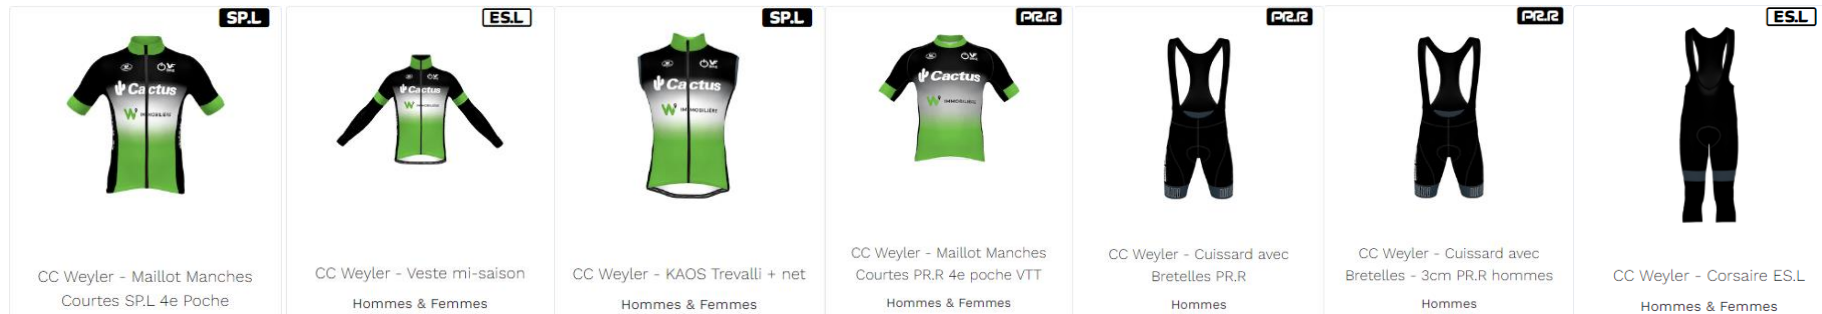 SP.L
Cactus
W IMMOBILIÈRE
CC Weyler - Maillot Manches
Courtes SP.L 4e Poche
ES.L
Cactus
W
CC Weyler - Veste mi-saison
Hommes & Femmes
SP.L
Cactus
W IMMOBILIÈRE
CC Weyler - KAOS Trevalli + net
Hommes & Femmes
PR.R
Cactus
W IMMOBILIÈRE
CC Weyler - Maillot Manches
Courtes PR.R 4e poche VTT
Hommes & Femmes
PR.R
CC Weyler - Cuissard avec
Bretelles PR.R
Hommes
PR.R
CC Weyler - Cuissard avec
Bretelles - 3cm PR.R hommes
Hommes
ES.L
CC Weyler - Corsaire ES.L
Hommes & Femmes